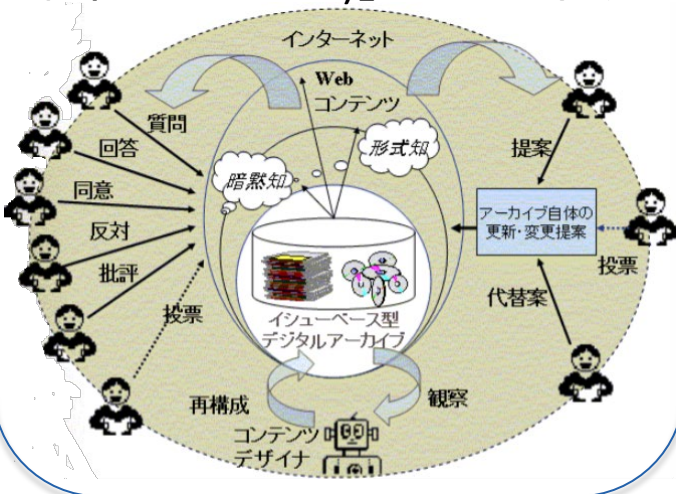 インターネット
Web
コンテンツ
質問
回答
同意
反対
批評
投票
暗黙知
形式知
提案
アーカイブ自体の
更新・変更提案
投票
代替案
イシューベース型
デジタルアーカイブ
再構成
観察
コンテンツ
デザイナ